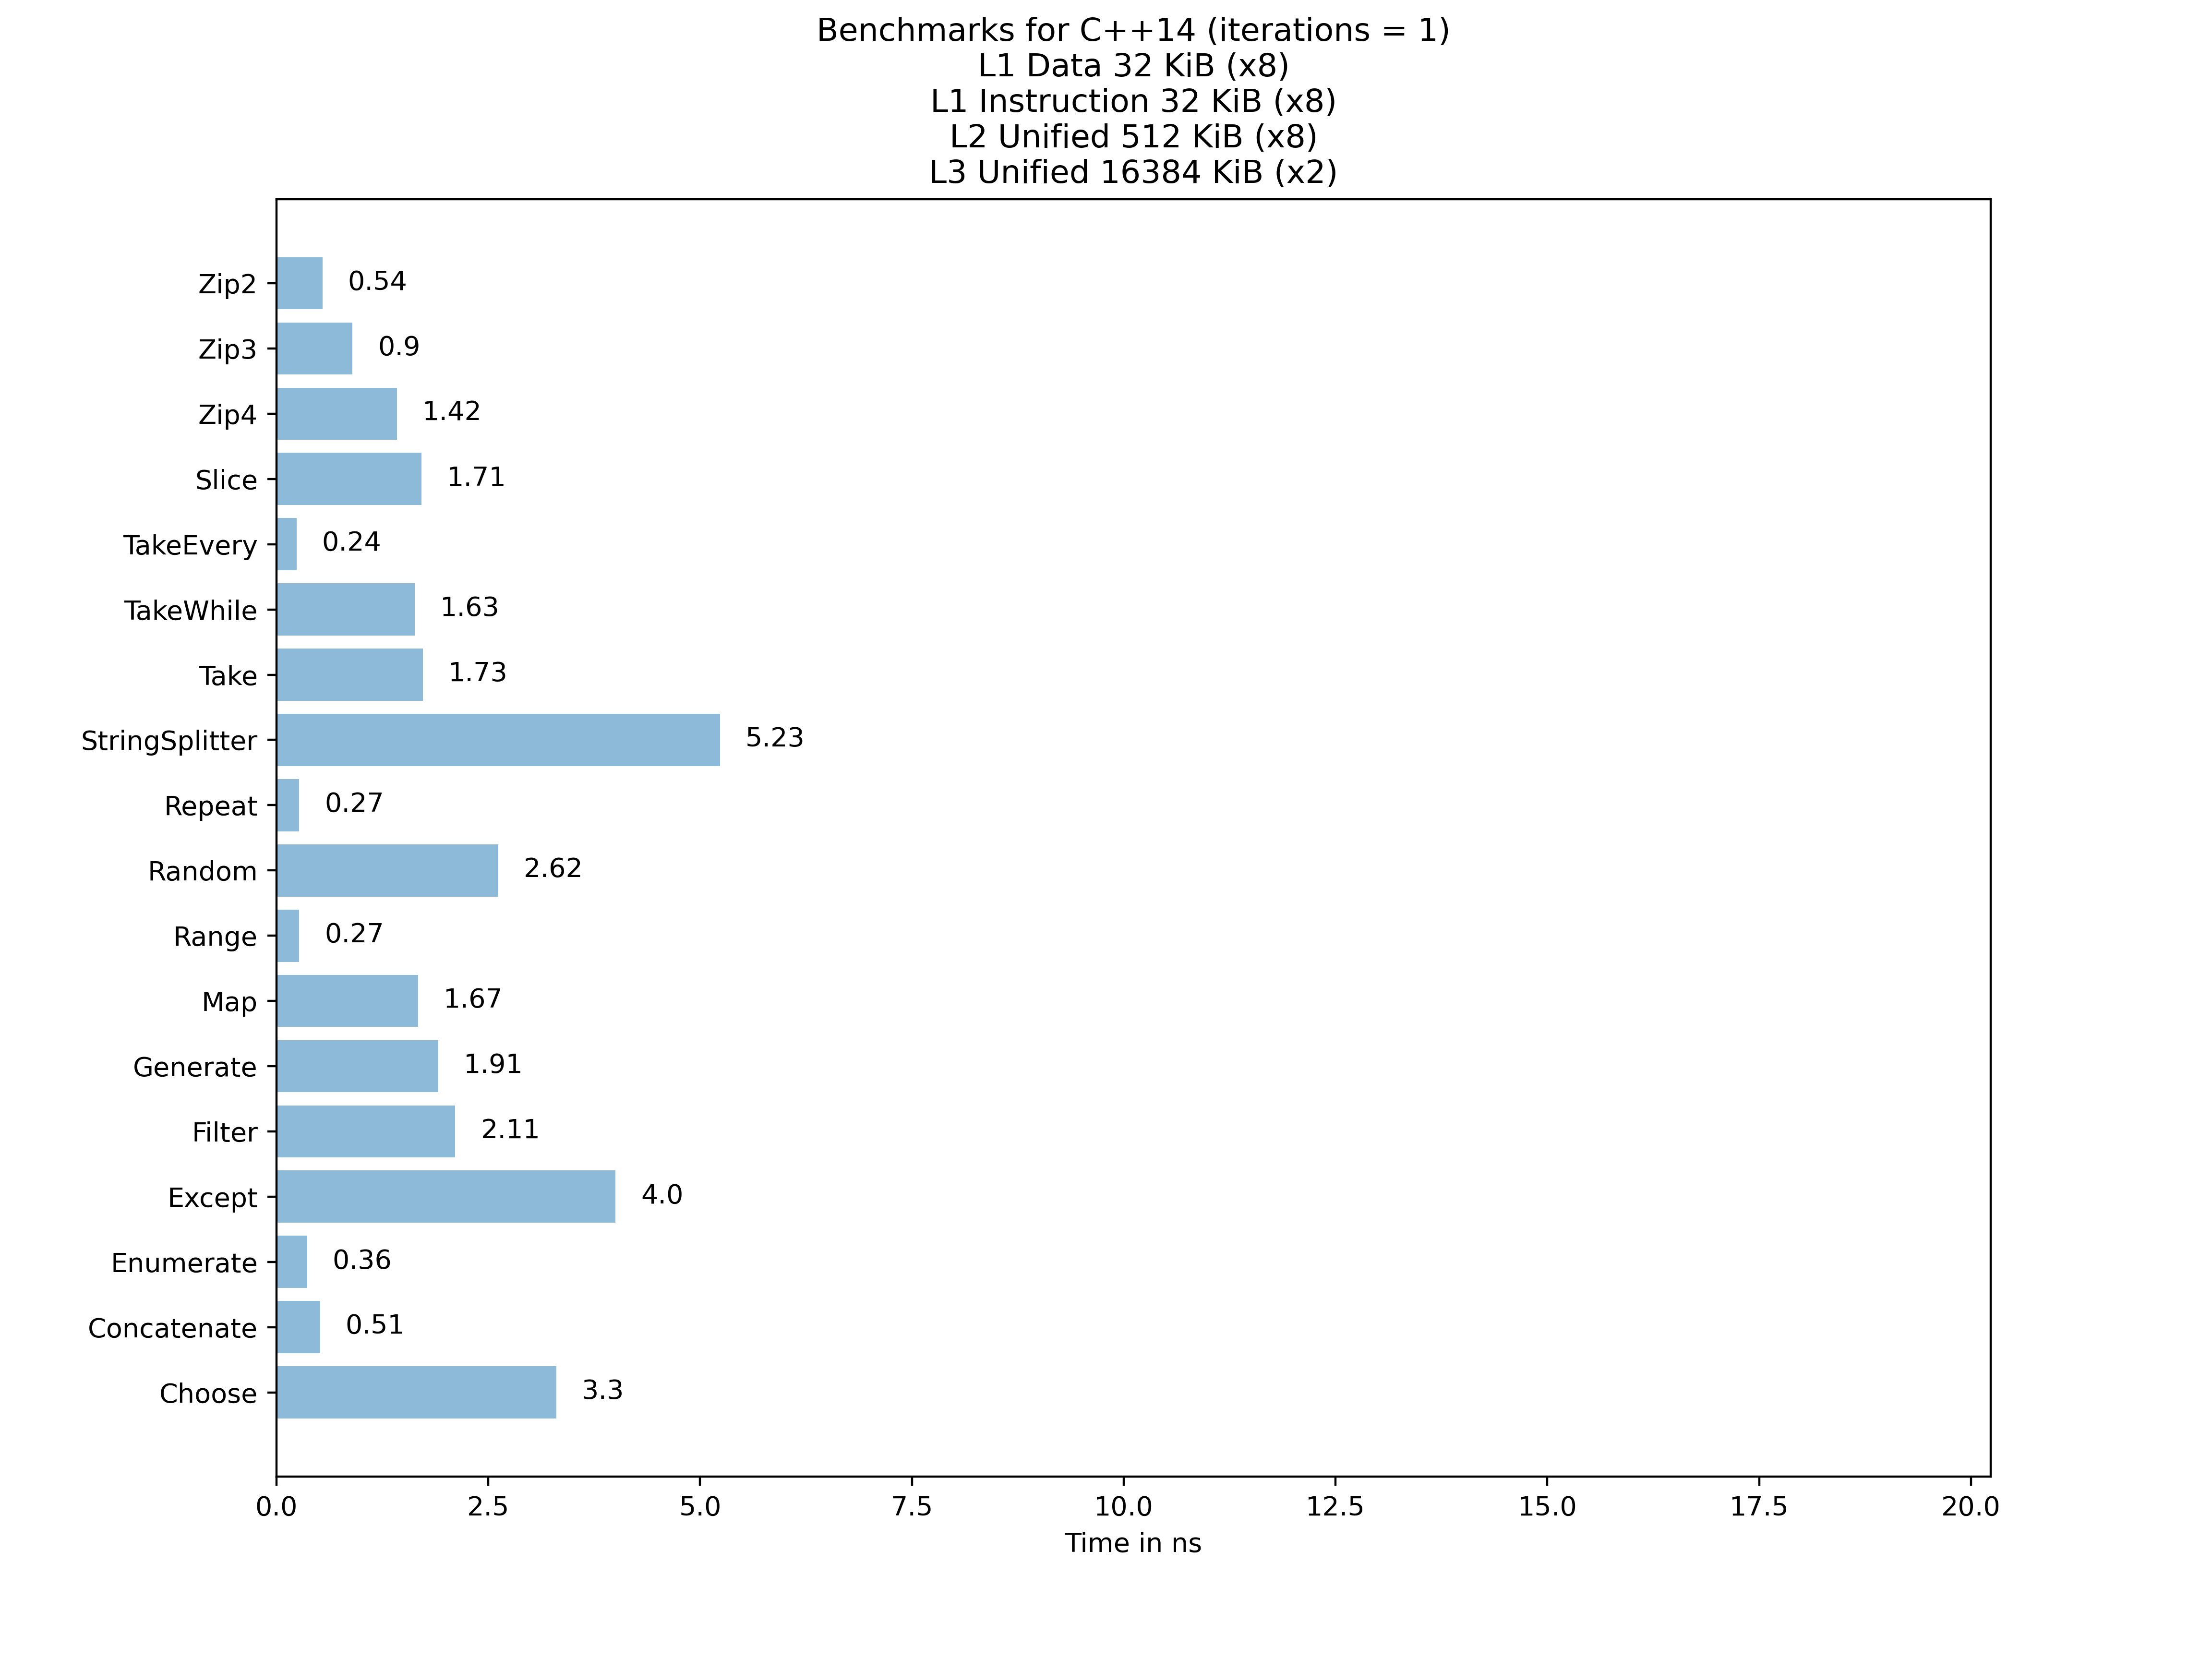 Benchmarks for C++14 (iterations = 1)
L1 Data 32 KiB (x8)
L1 Instruction 32 KiB (x8)
L2 Unified 512 KiB (x8)
L3 Unified 16384 KiB (x2)
Zip2 0.54
Zip3 0.9
Zip4 1.42
Slice 1.71
TakeEvery 0.24
TakeWhile 1.63
Take 1.73
StringSplitter 5.23
Repeat 0.27
Random 2.62
Range 0.27
Map 1.67
Generate 1.91
Filter 2.11
Except 4.0
Enumerate 0.36
Concatenate 0.51
Choose 3.3
0.0 2.5 5.0 7.5 10.0 12.5 15.0 17.5 20.0
Time in ns